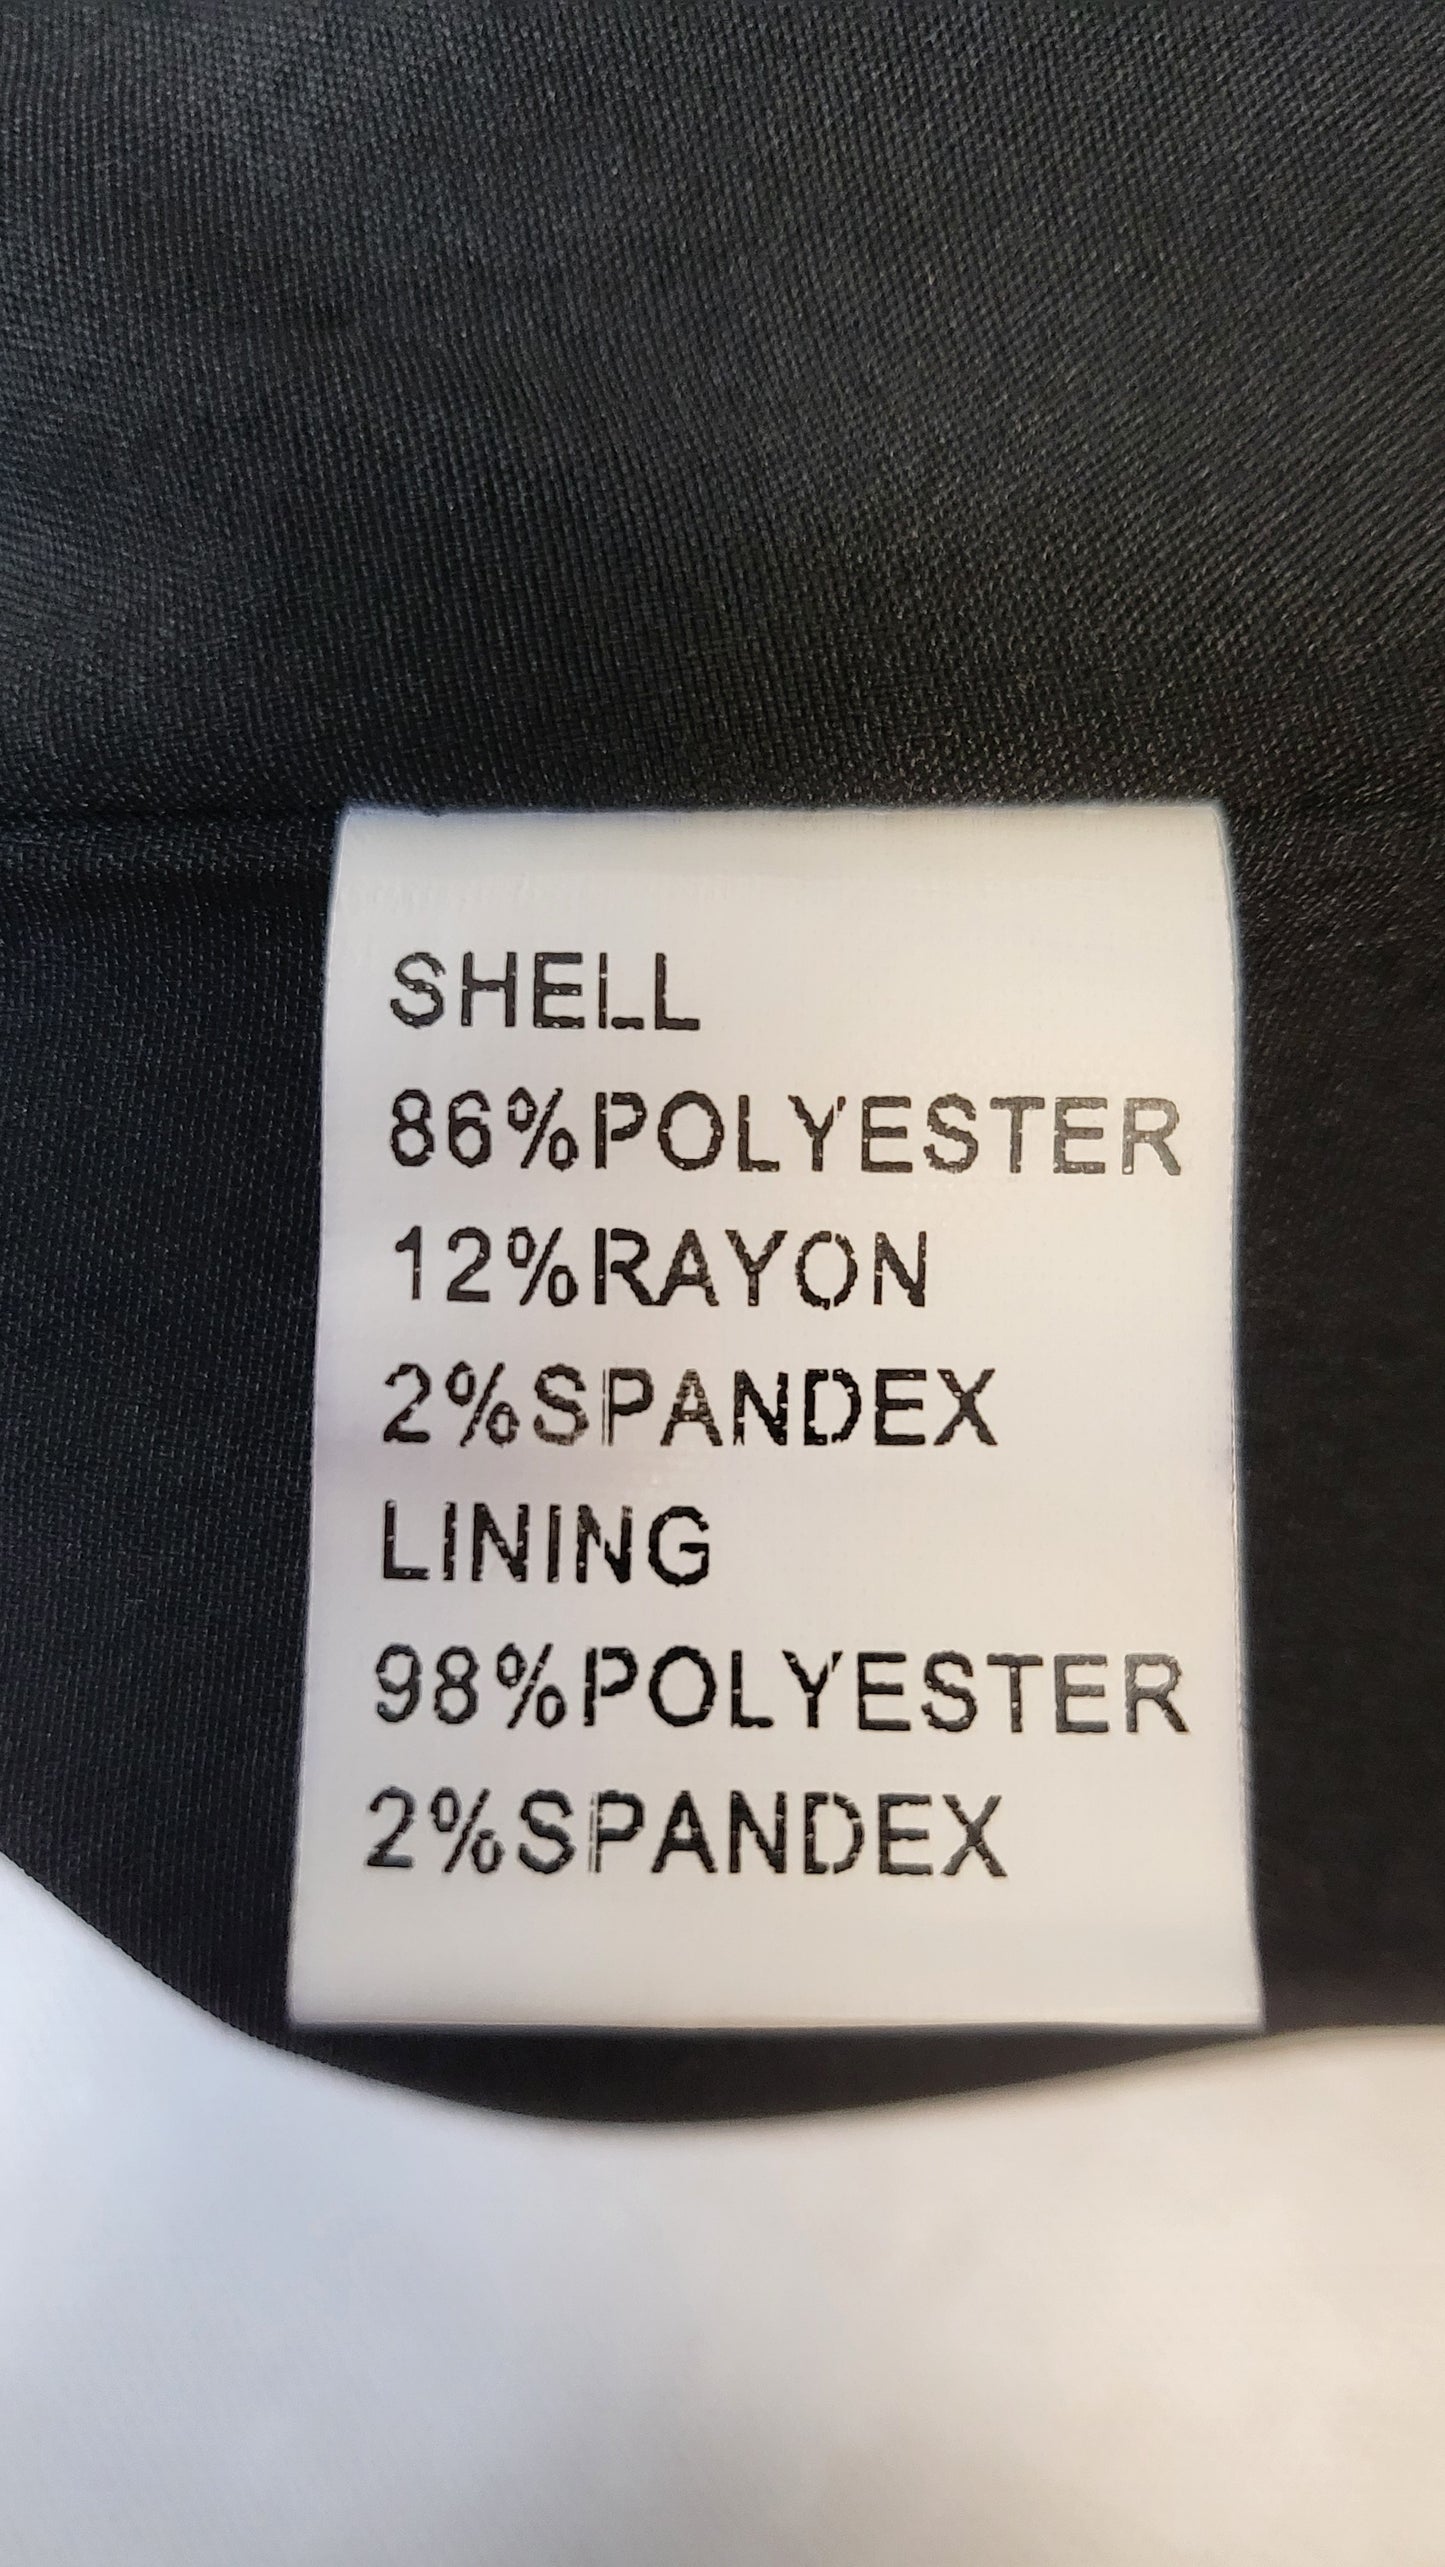 SHELL
86%POLYESTER
12%RAYON
2%SPANDEX
LINING
98%POLYESTER
2%SPANDEX